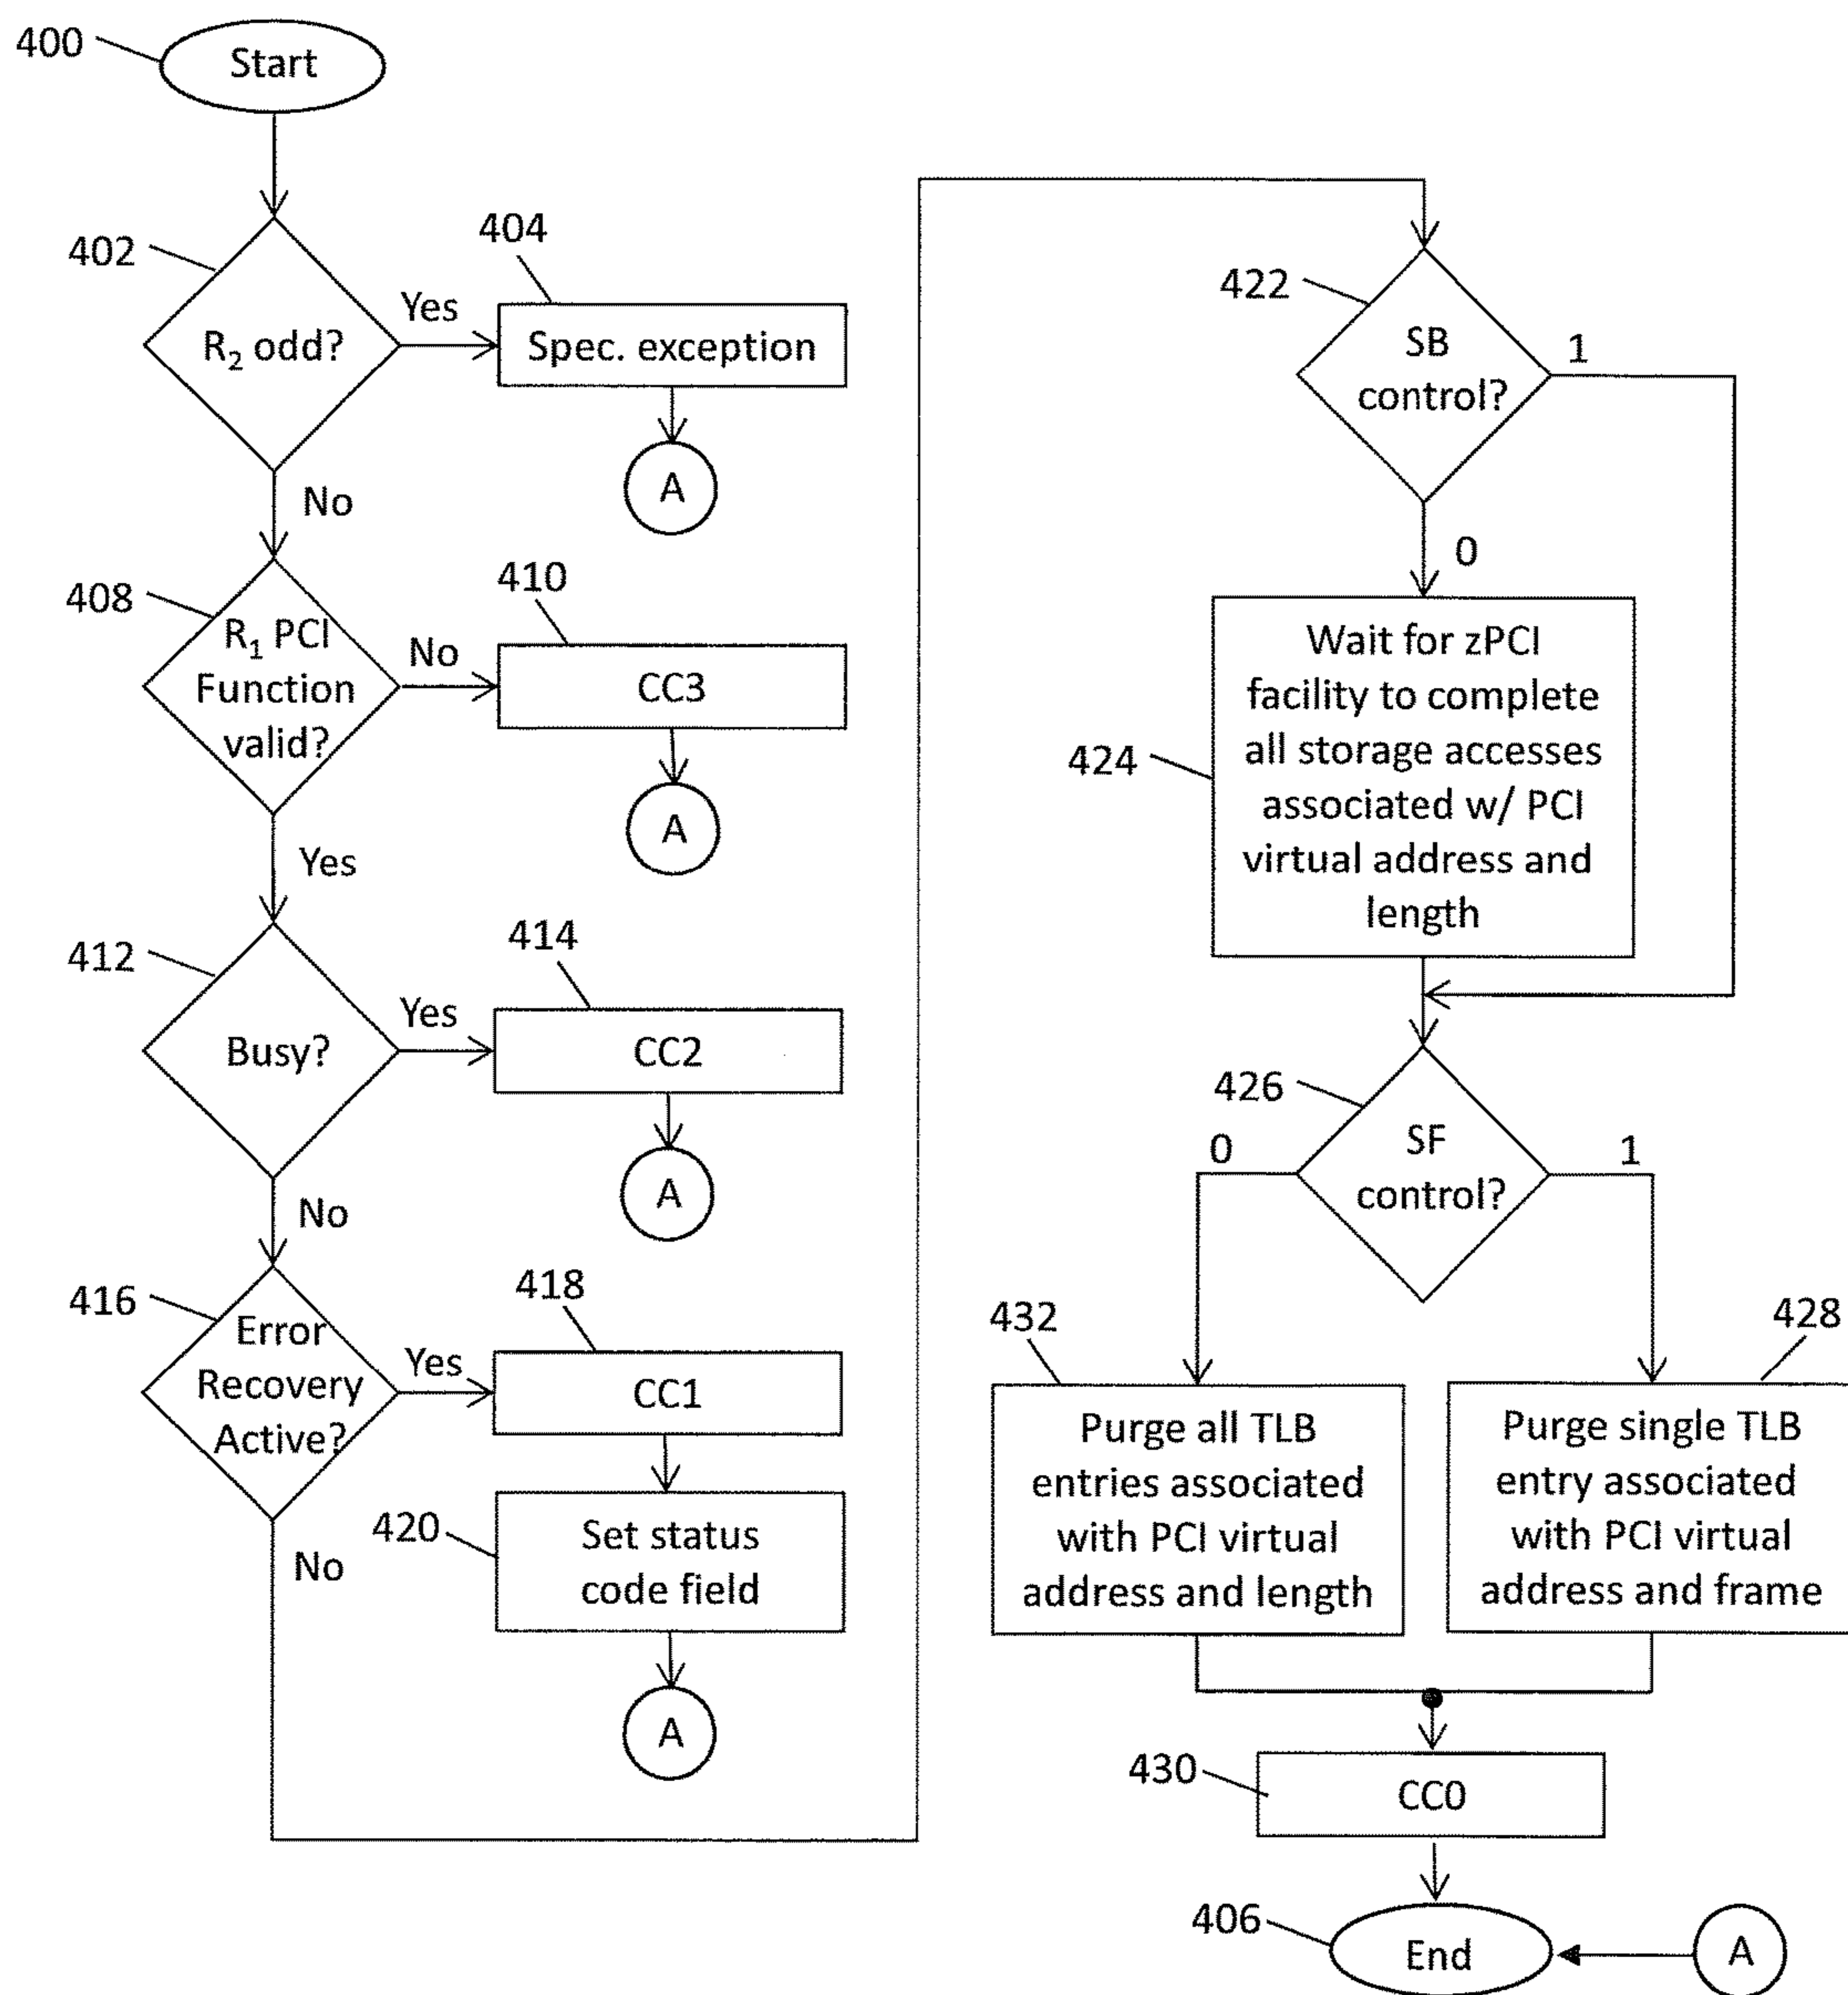 400
Start
402
R₂ odd?
Yes
404
Spec. exception
A
No
408
R₁ PCI
Function
valid?
No
410
CC3
A
Yes
412
Busy?
Yes
414
CC2
A
No
416
Error
Recovery
Active?
Yes
418
CC1
420
Set status
code field
A
No
422
SB
control?
1
0
424
Wait for zPCI
facility to complete
all storage accesses
associated w/ PCI
virtual address and
length
426
SF
control?
0
1
432
Purge all TLB
entries associated
with PCI virtual
address and length
428
Purge single TLB
entry associated
with PCI virtual
address and frame
430
CC0
406
End
A